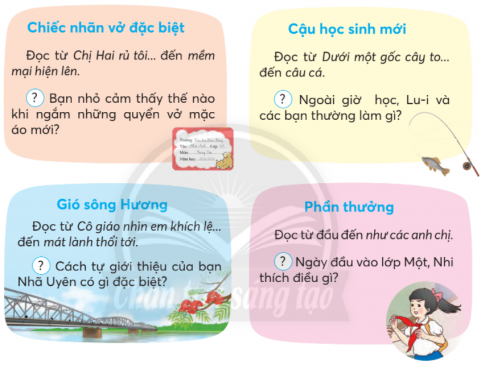 Chiếc nhãn vở đặc biệt
Đọc từ Chị Hai rủ tôi... đến mềm
mại hiện lên.
? Bạn nhỏ cảm thấy thế nào
khi ngắm những quyển vở mặc
áo mới?
Cậu học sinh mới
Đọc từ Dưới một gốc cây to...
đến câu cá.
? Ngoài giờ học, Lu-i và
các bạn thường làm gì?
Gió sông Hương
Đọc từ Cô giáo nhìn em khích lệ...
đến mát lành thổi tới.
? Cách tự giới thiệu của bạn
Nhã Uyên có gì đặc biệt?
Phần thưởng
Đọc từ đầu đến như các anh chị.
? Ngày đầu vào lớp Một, Nhi
thích điều gì?
Chân trời sáng tạo